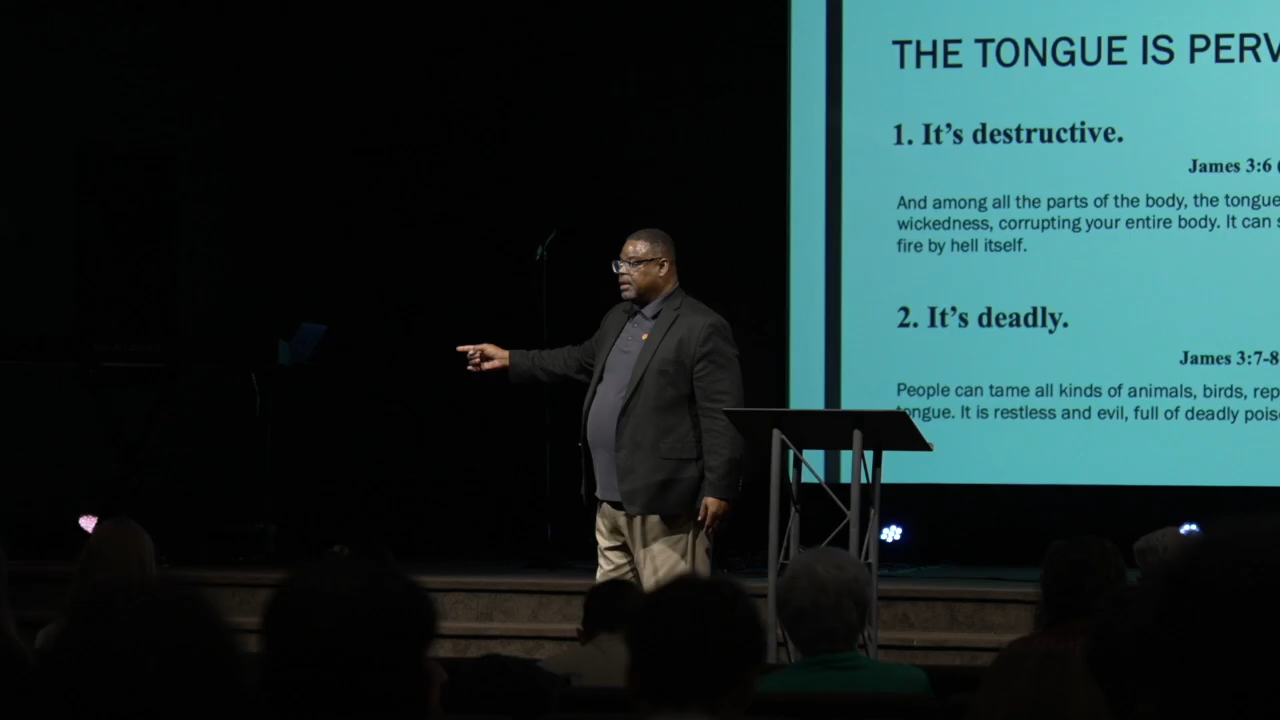 THE TONGUE IS PERV
1. It’s destructive.
James 3:6 (
And among all the parts of the body, the tongue
wickedness, corrupting your entire body. It can s
fire by hell itself.
2. It’s deadly.
James 3:7-8
People can tame all kinds of animals, birds, rep
tongue. It is restless and evil, full of deadly pois